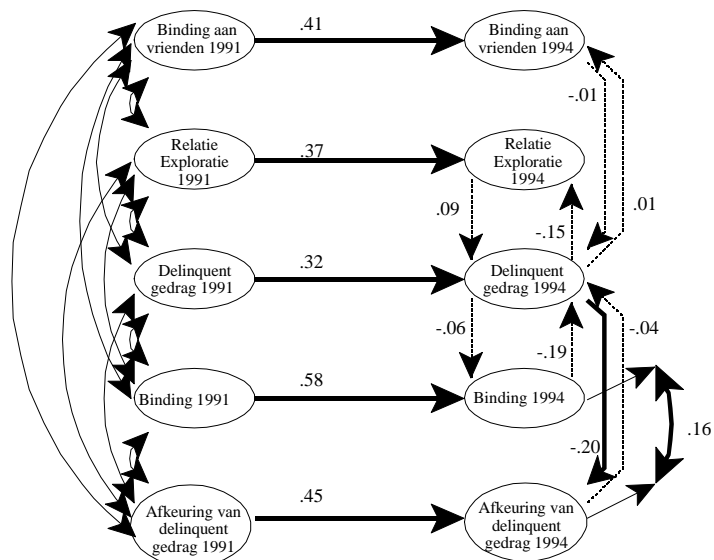 Binding aan
vrienden 1991
.41
Binding aan
vrienden 1994
-.01
.01
Relatie
Exploratie
1991
.37
Relatie
Exploratie
1994
.09
-.15
Delinquent
gedrag 1991
.32
Delinquent
gedrag 1994
-.06
-.19
-.04
Binding 1991
.58
Binding 1994
.16
-.20
Afkeuring van
delinquent
gedrag 1991
.45
Afkeuring van
delinquent
gedrag 1994